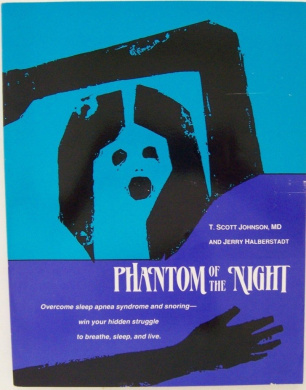 T. SCOTT JOHNSON, MD
AND JERRY HALBERSTADT
PHANTOM OF THE NIGHT
Overcome sleep apnea syndrome and snoring—
win your hidden struggle
to breathe, sleep, and live.